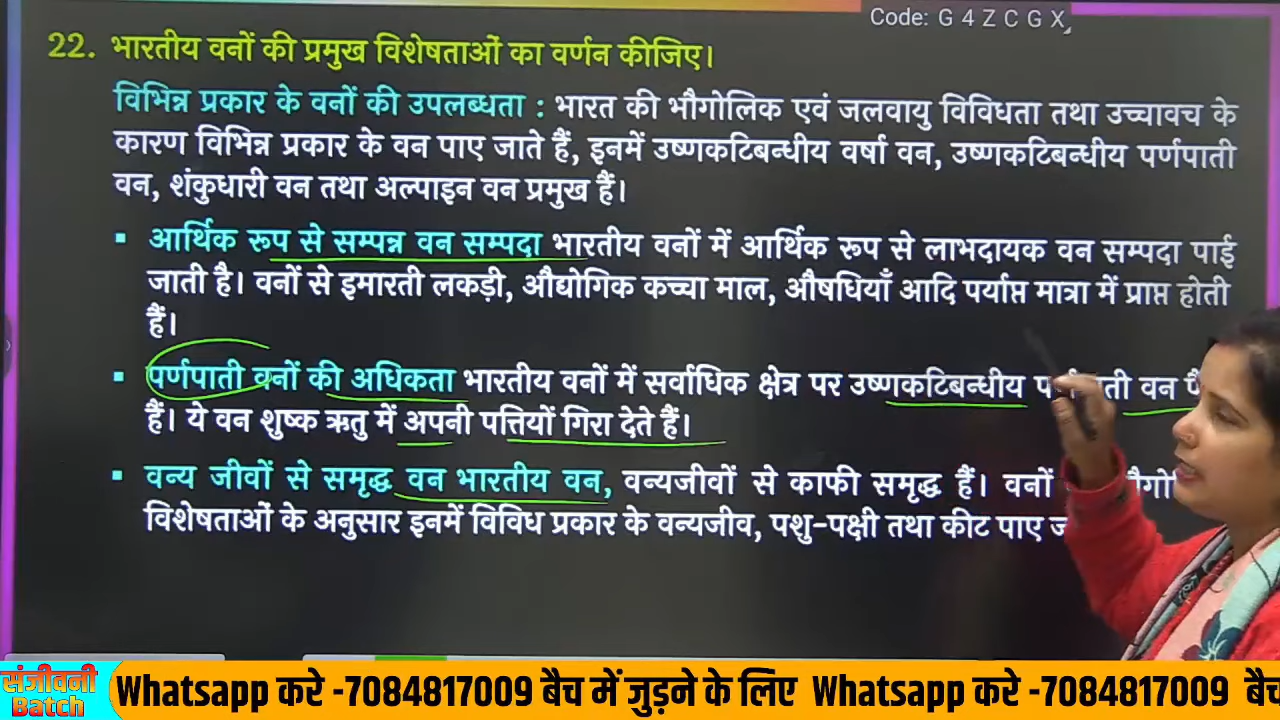 Code: G 4 Z C G X
22. भारतीय वनों की प्रमुख विशेषताओं का वर्णन कीजिए।
विभिन्न प्रकार के वनों की उपलब्धता : भारत की भौगोलिक एवं जलवायु विविधता तथा उच्चावच के
कारण विभिन्न प्रकार के वन पाए जाते हैं, इनमें उष्णकटिबन्धीय वर्षा वन, उष्णकटिबन्धीय पर्णपाती
वन, शंकुधारी वन तथा अल्पाइन वन प्रमुख हैं।
▪ आर्थिक रूप से सम्पन्न वन सम्पदा भारतीय वनों में आर्थिक रूप से लाभदायक वन सम्पदा पाई
जाती है। वनों से इमारती लकड़ी, औद्योगिक कच्चा माल, औषधियाँ आदि पर्याप्त मात्रा में प्राप्त होती
हैं।
▪ पर्णपाती वनों की अधिकता भारतीय वनों में सर्वाधिक क्षेत्र पर उष्णकटिबन्धीय वन
हैं। ये वन शुष्क ऋतु में अपनी पत्तियों गिरा देते हैं।
▪ वन्य जीवों से समृद्ध वन भारतीय वन, वन्यजीवों से काफी समृद्ध हैं। वनों
विशेषताओं के अनुसार इनमें विविध प्रकार के वन्यजीव, पशु-पक्षी तथा कीट पाए
संजीवनी
Batch
Whatsapp करे -7084817009 बैच में जुड़ने के लिए Whatsapp करे -7084817009 बैच